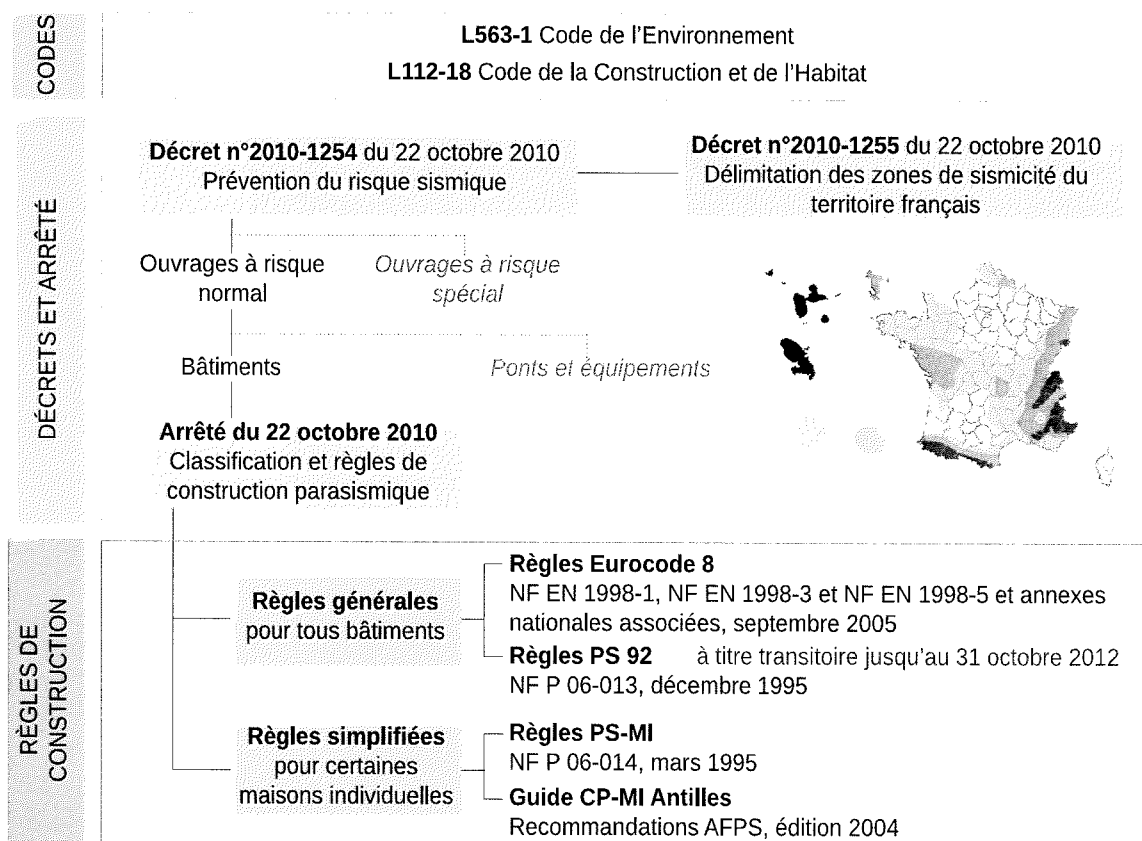 CODES
L563-1 Code de l'Environnement
L112-18 Code de la Construction et de l'Habitat
DÉCRETS ET ARRÊTÉ
Décret n°2010-1254 du 22 octobre 2010
Prévention du risque sismique
Décret n°2010-1255 du 22 octobre 2010
Délimitation des zones de sismicité du
territoire français
Ouvrages à risque
normal
Ouvrages à risque
spécial
Bâtiments
Ponts et équipements
Arrêté du 22 octobre 2010
Classification et règles de
construction parasismique
RÈGLES DE
CONSTRUCTION
Règles générales
pour tous bâtiments
Règles Eurocode 8
NF EN 1998-1, NF EN 1998-3 et NF EN 1998-5 et annexes
nationales associées, septembre 2005
Règles PS 92 à titre transitoire jusqu'au 31 octobre 2012
NF P 06-013, décembre 1995
Règles simplifiées
pour certaines
maisons individuelles
Règles PS-MI
NF P 06-014, mars 1995
Guide CP-MI Antilles
Recommandations AFPS, édition 2004